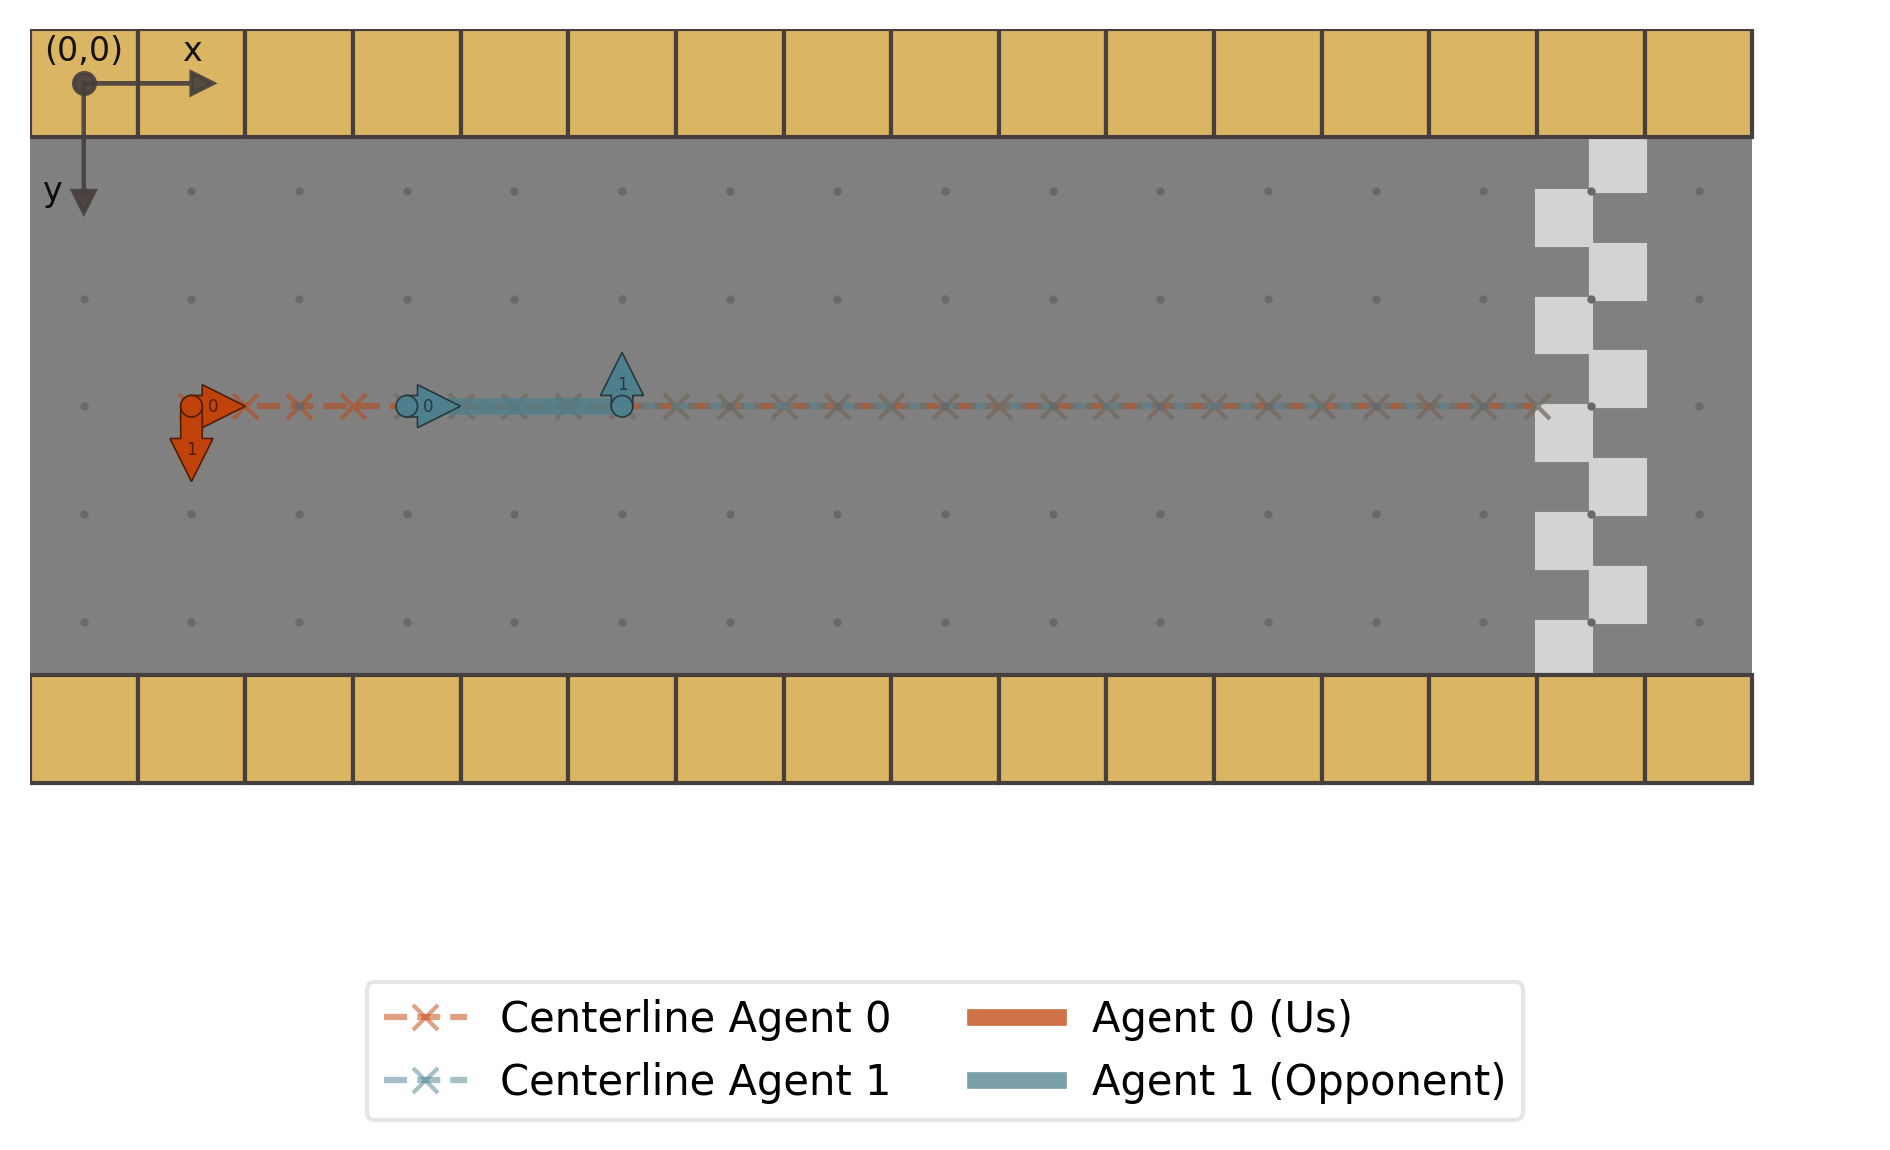 (0,0)
x
y
1
0
0
1
Centerline Agent 0
Agent 0 (Us)
Centerline Agent 1
Agent 1 (Opponent)